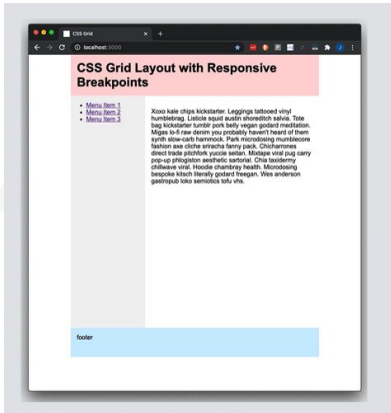 CSS Grid
localhost:3000
CSS Grid Layout with Responsive
Breakpoints
Menu Item 1
Menu Item 2
Menu Item 3
Xoxo kale chips kickstarter. Leggings tattooed vinyl
humblebrag. Listicle squid austin shoreditch salvia. Tote
bag kickstarter tumblr pork belly vegan godard meditation.
Migas lo-fi raw denim you probably haven't heard of them
synth slow-carb hammock. Park microdosing mumblecore
fashion axe cliche sriracha fanny pack. Chicharrones
direct trade pitchfork yuccie seitan. Mixtape viral pug carry
pop-up phlogiston aesthetic sartorial. Chia taxidermy
chillwave viral. Hoodie chambray health. Microdosing
bespoke kitsch literally godard freegan. Wes anderson
gastropub loko semiotics tofu vhs.
footer